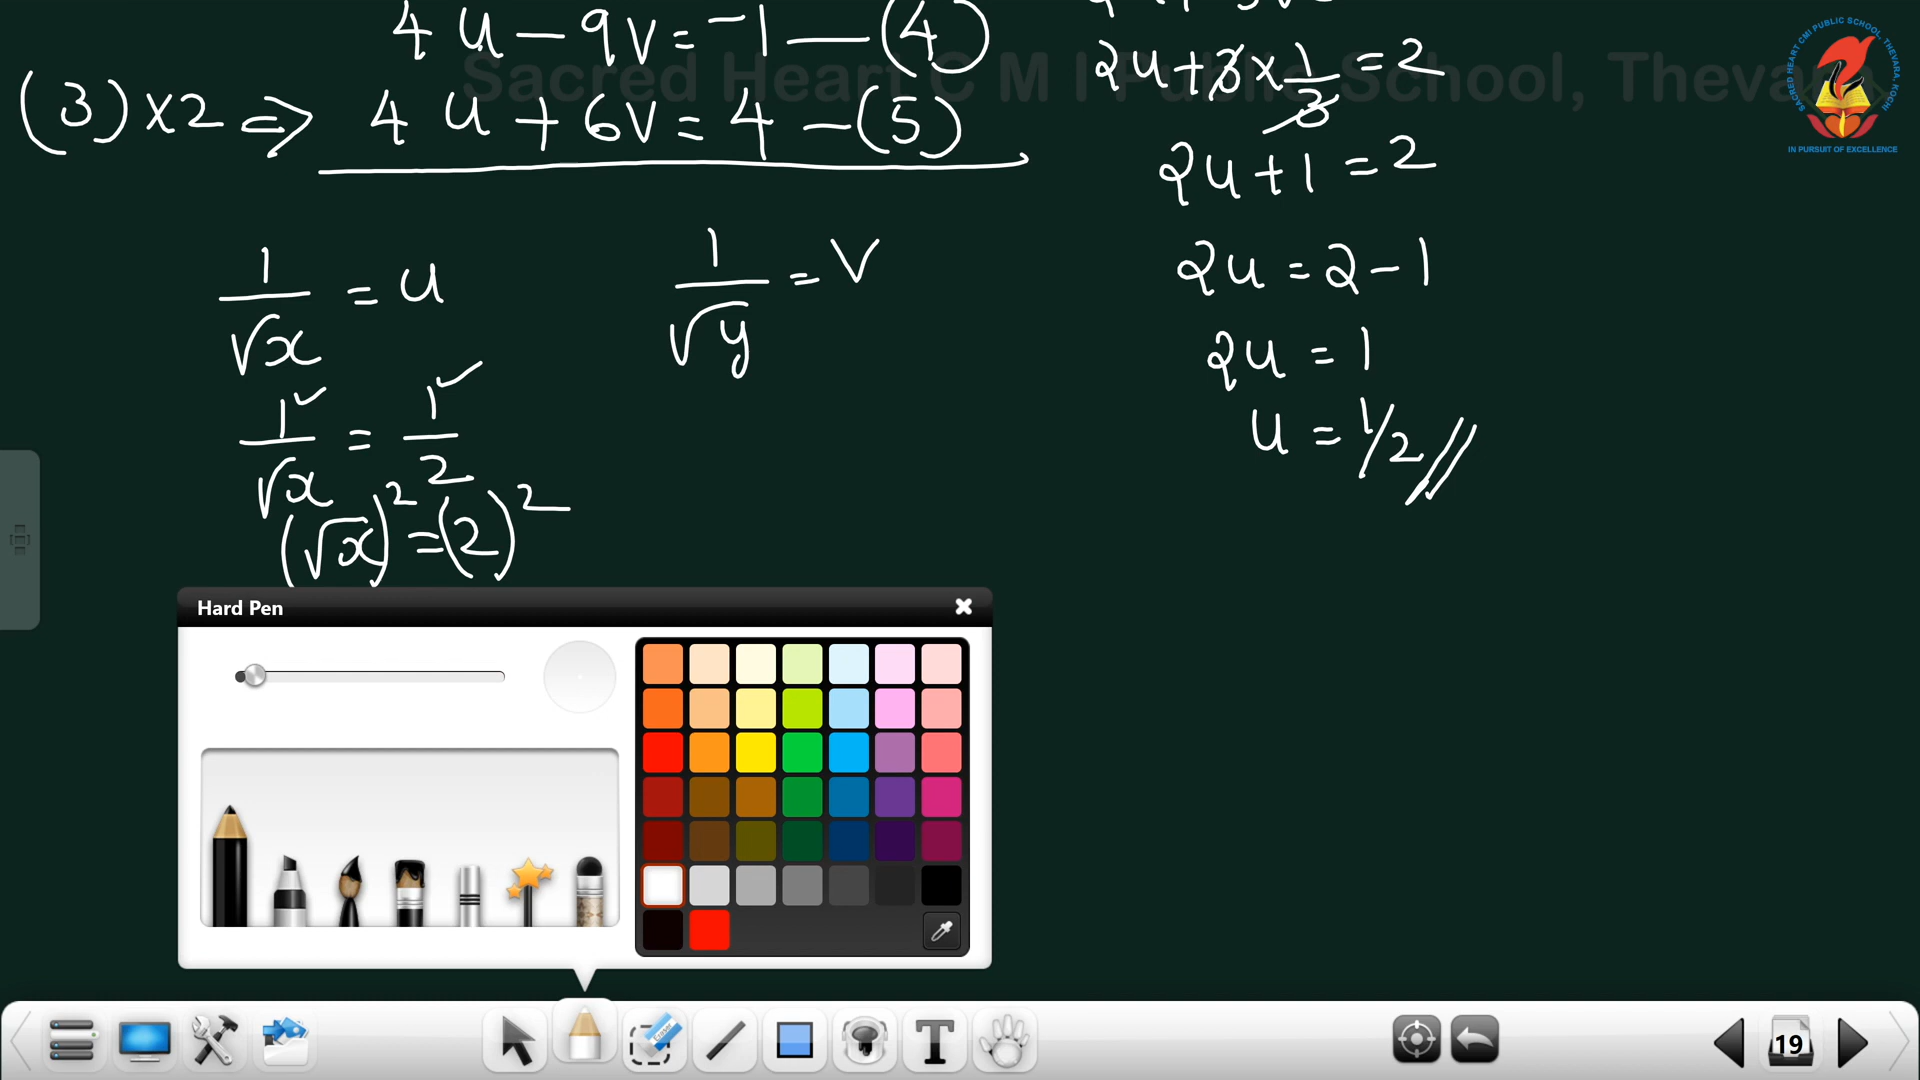 4u - 9v = -1 — (4)
(3) × 2 ⇒ 4u + 6v = 4 - (5)
1/√x = u
1/√y = v
1/√x = 1/2
(√x)² = (2)²
2u + 3 × 1/3 = 2
2u + 1 = 2
2u = 2 - 1
2u = 1
u = 1/2 //
Sacred Heart C M I Public School, Thevara
SACRED HEART CMI PUBLIC SCHOOL, THEVARA, KOCHI
IN PURSUIT OF EXCELLENCE
Hard Pen
Eraser
T
19